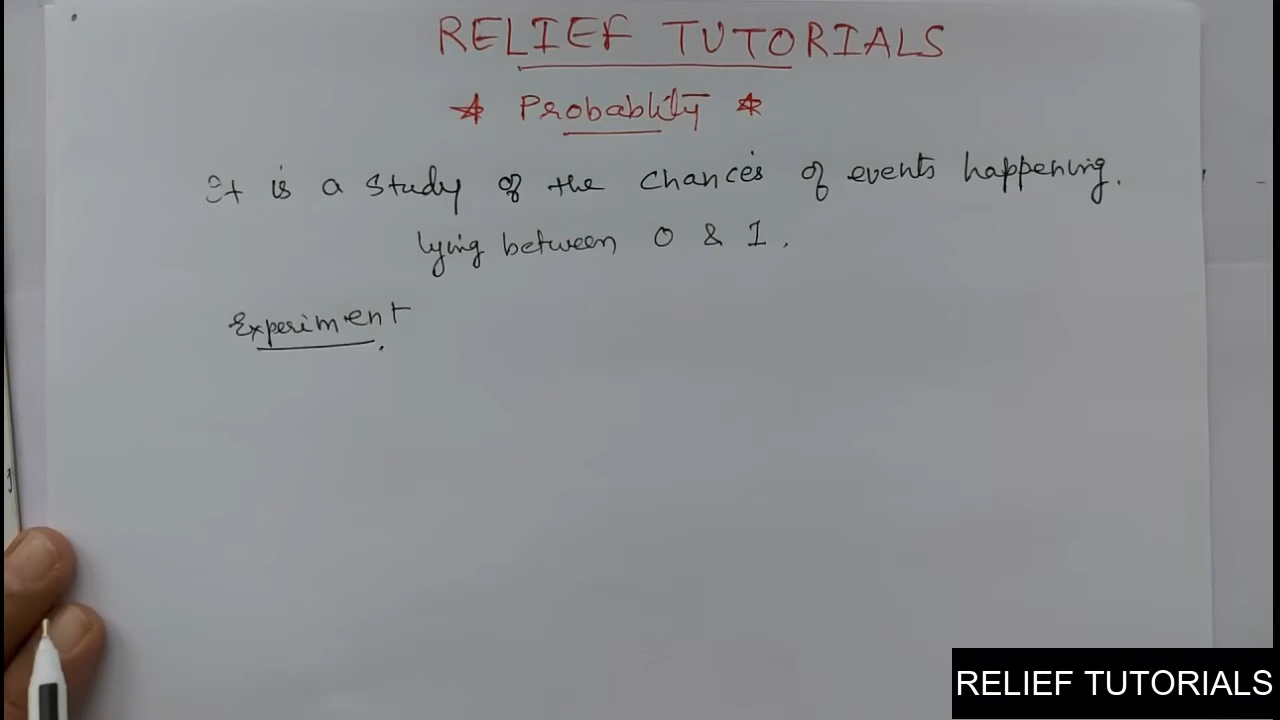 RELIEF TUTORIALS
* Probablity *
It is a study of the chances of events happening.
lying between 0 & 1.
Experiment
RELIEF TUTORIALS